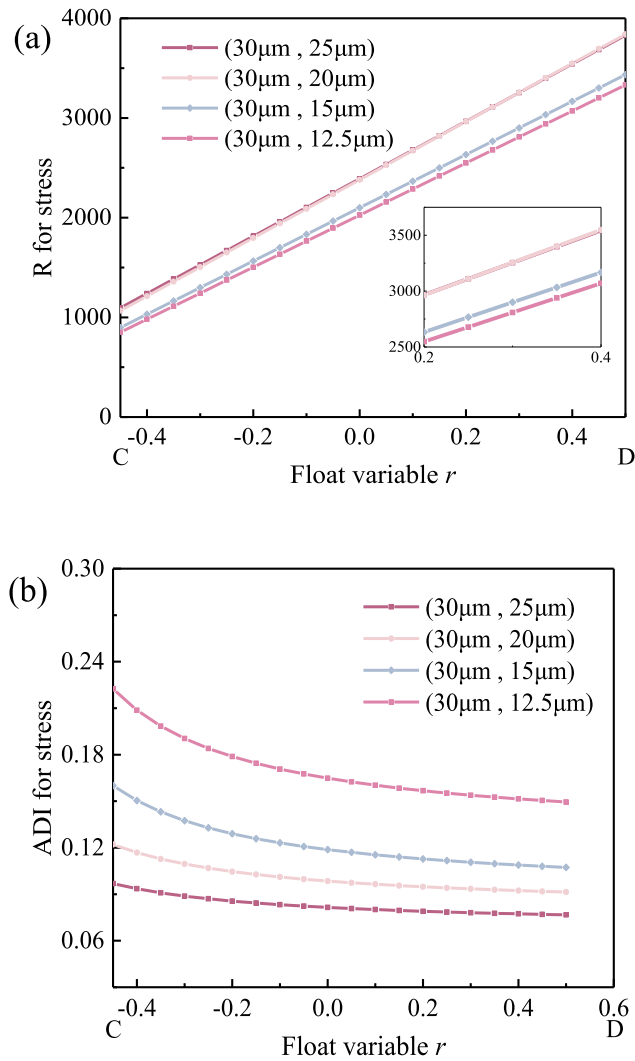 (a)
R for stress
4000
3000
2000
1000
0
(30μm , 25μm)
(30μm , 20μm)
(30μm , 15μm)
(30μm , 12.5μm)
3500
3000
2500
0.2 0.4
-0.4 -0.2 0.0 0.2 0.4
C D
Float variable r
(b)
ADI for stress
0.30
0.24
0.18
0.12
0.06
(30μm , 25μm)
(30μm , 20μm)
(30μm , 15μm)
(30μm , 12.5μm)
-0.4 -0.2 0.0 0.2 0.4 0.6
C D
Float variable r